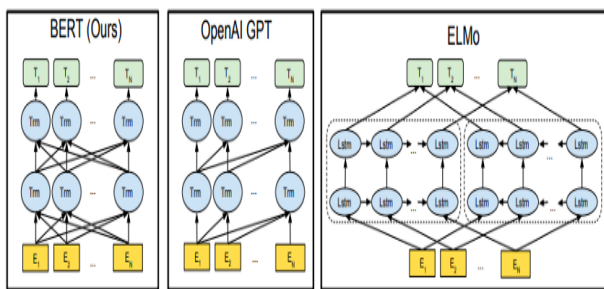 BERT (Ours)
T1 T2 ... TN
Trm Trm ... Trm
Trm Trm ... Trm
E1 E2 ... EN
OpenAI GPT
T1 T2 ... TN
Trm Trm ... Trm
Trm Trm ... Trm
E1 E2 ... EN
ELMo
T1 T2 ... TN
Lstm Lstm ... Lstm Lstm Lstm ... Lstm
Lstm Lstm ... Lstm Lstm Lstm ... Lstm
E1 E2 ... EN